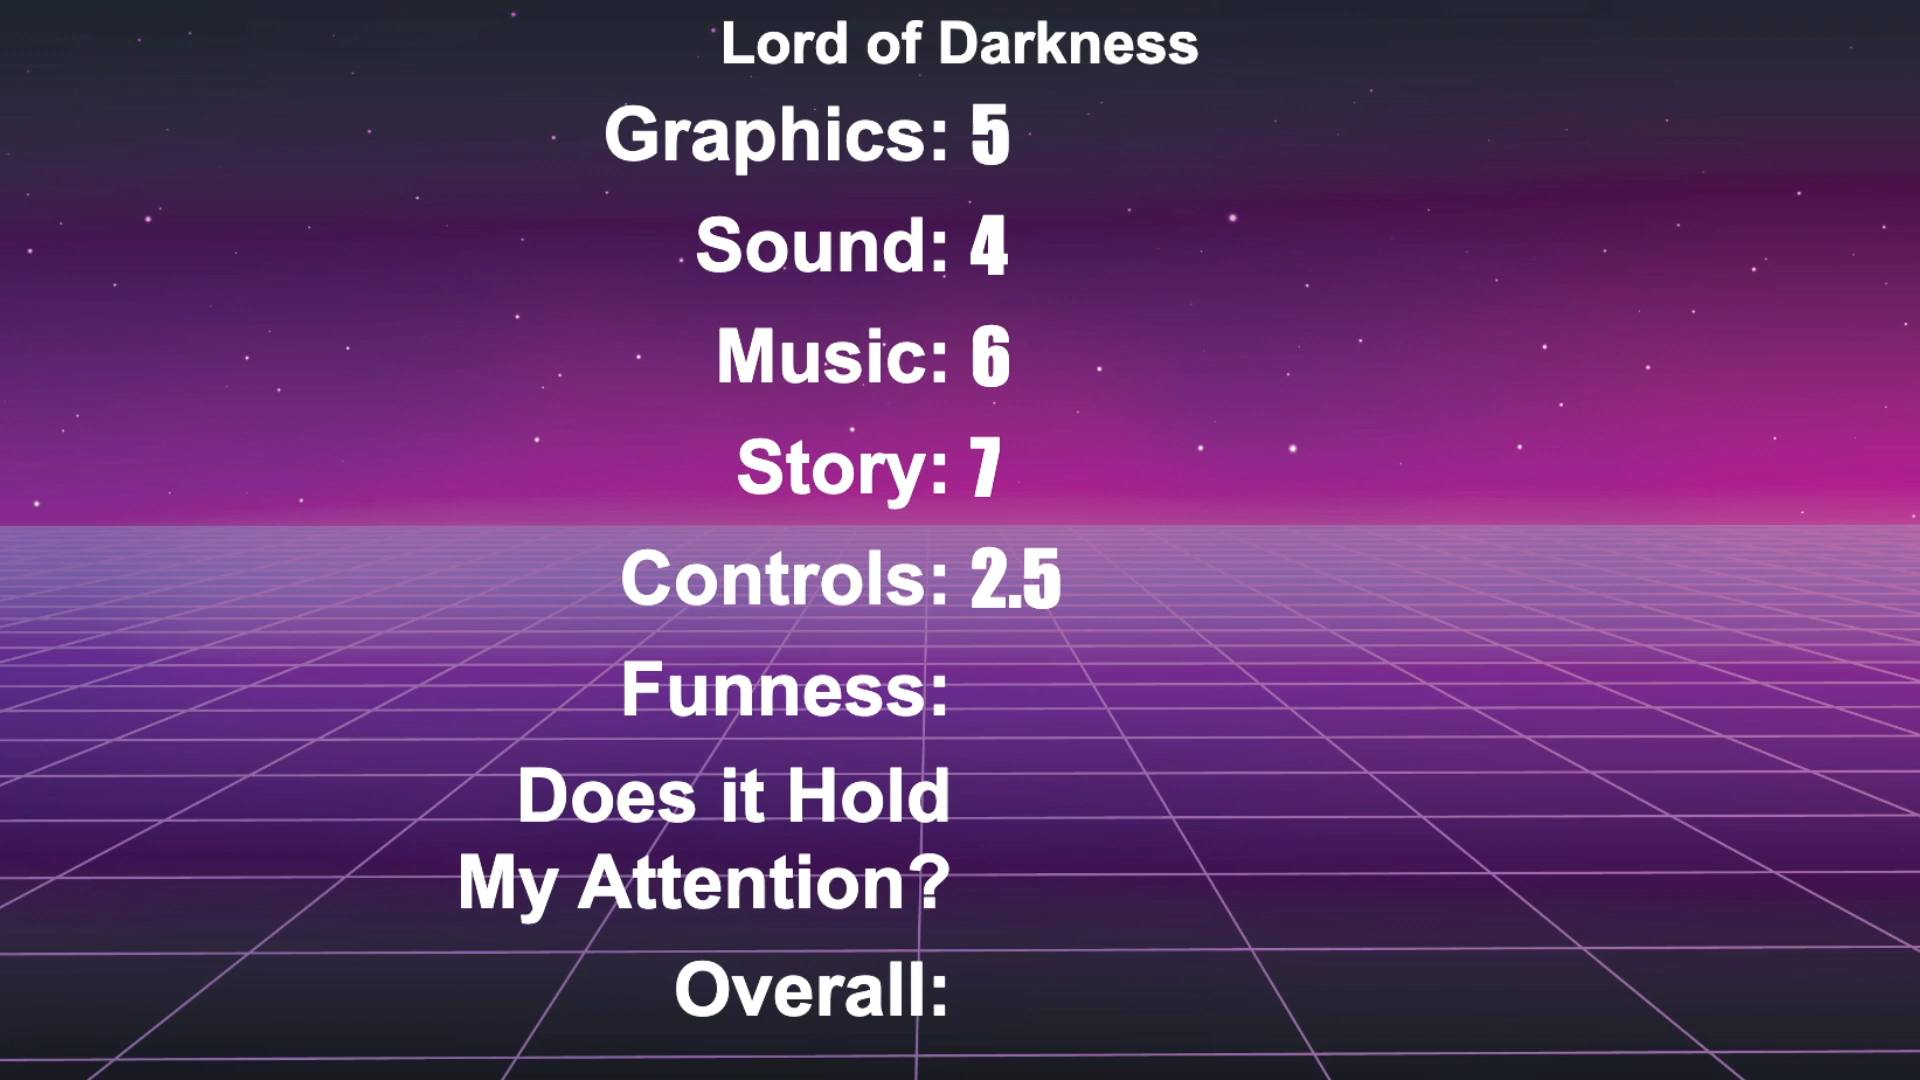 Lord of Darkness
Graphics: 5
Sound: 4
Music: 6
Story: 7
Controls: 2.5
Funness:
Does it Hold
My Attention?
Overall: